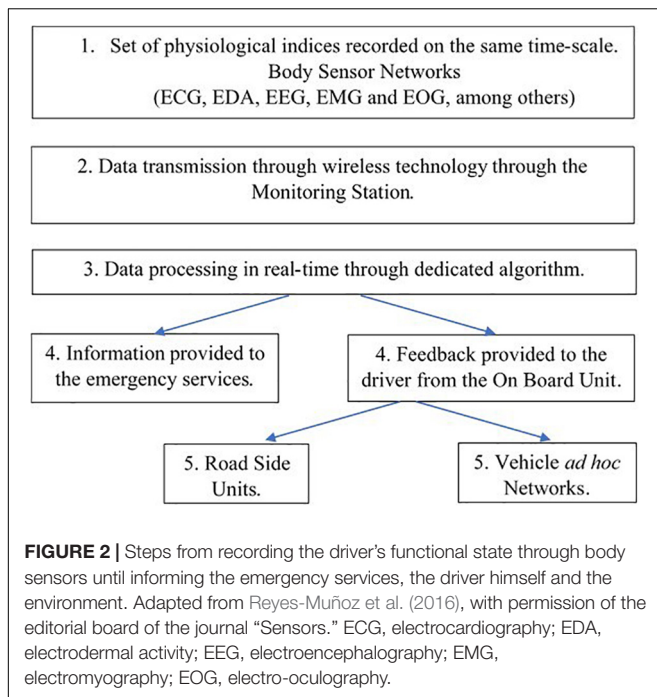 1. Set of physiological indices recorded on the same time-scale.
Body Sensor Networks
(ECG, EDA, EEG, EMG and EOG, among others)
2. Data transmission through wireless technology through the
Monitoring Station.
3. Data processing in real-time through dedicated algorithm.
4. Information provided to
the emergency services.
4. Feedback provided to the
driver from the On Board Unit.
5. Road Side
Units.
5. Vehicle ad hoc
Networks.
FIGURE 2 | Steps from recording the driver's functional state through body
sensors until informing the emergency services, the driver himself and the
environment. Adapted from Reyes-Muñoz et al. (2016), with permission of the
editorial board of the journal “Sensors.” ECG, electrocardiography; EDA,
electrodermal activity; EEG, electroencephalography; EMG,
electromyography; EOG, electro-oculography.